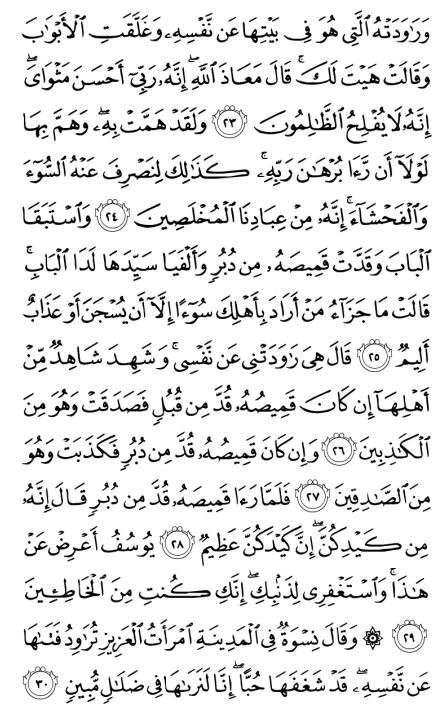 وَرَٰوَدَتْهُ ٱلَّتِى هُوَ فِى بَيْتِهَا عَن نَّفْسِهِۦ وَغَلَّقَتِ ٱلْأَبْوَٰبَ
وَقَالَتْ هَيْتَ لَكَ ۚ قَالَ مَعَاذَ ٱللَّهِ ۖ إِنَّهُۥ رَبِّىٓ أَحْسَنَ مَثْوَاىَ ۖ
إِنَّهُۥ لَا يُفْلِحُ ٱلظَّٰلِمُونَ ﴿٢٣﴾ وَلَقَدْ هَمَّتْ بِهِۦ ۖ وَهَمَّ بِهَا
لَوْلَآ أَن رَّءَا بُرْهَٰنَ رَبِّهِۦ ۚ كَذَٰلِكَ لِنَصْرِفَ عَنْهُ ٱلسُّوٓءَ
وَٱلْفَحْشَآءَ ۚ إِنَّهُۥ مِنْ عِبَادِنَا ٱلْمُخْلَصِينَ ﴿٢٤﴾ وَٱسْتَبَقَا
ٱلْبَابَ وَقَدَّتْ قَمِيصَهُۥ مِن دُبُرٍ وَأَلْفَيَا سَيِّدَهَا لَدَا ٱلْبَابِ ۚ
قَالَتْ مَا جَزَآءُ مَنْ أَرَادَ بِأَهْلِكَ سُوٓءًا إِلَّآ أَن يُسْجَنَ أَوْ عَذَابٌ
أَلِيمٌ ﴿٢٥﴾ قَالَ هِىَ رَٰوَدَتْنِى عَن نَّفْسِى ۚ وَشَهِدَ شَاهِدٌ مِّنْ
أَهْلِهَآ إِن كَانَ قَمِيصُهُۥ قُدَّ مِن قُبُلٍ فَصَدَقَتْ وَهُوَ مِنَ
ٱلْكَٰذِبِينَ ﴿٢٦﴾ وَإِن كَانَ قَمِيصُهُۥ قُدَّ مِن دُبُرٍ فَكَذَبَتْ وَهُوَ
مِنَ ٱلصَّٰدِقِينَ ﴿٢٧﴾ فَلَمَّا رَءَا قَمِيصَهُۥ قُدَّ مِن دُبُرٍ قَالَ إِنَّهُۥ
مِن كَيْدِكُنَّ ۖ إِنَّ كَيْدَكُنَّ عَظِيمٌ ﴿٢٨﴾ يُوسُفُ أَعْرِضْ عَنْ
هَٰذَا ۚ وَٱسْتَغْفِرِى لِذَنۢبِكِ ۖ إِنَّكِ كُنتِ مِنَ ٱلْخَاطِـِٔينَ
﴿٢٩﴾ ۞ وَقَالَ نِسْوَةٌ فِى ٱلْمَدِينَةِ ٱمْرَأَتُ ٱلْعَزِيزِ تُرَٰوِدُ فَتَىٰهَا
عَن نَّفْسِهِۦ ۖ قَدْ شَغَفَهَا حُبًّا ۖ إِنَّا لَنَرَىٰهَا فِى ضَلَٰلٍ مُّبِينٍ ﴿٣٠﴾